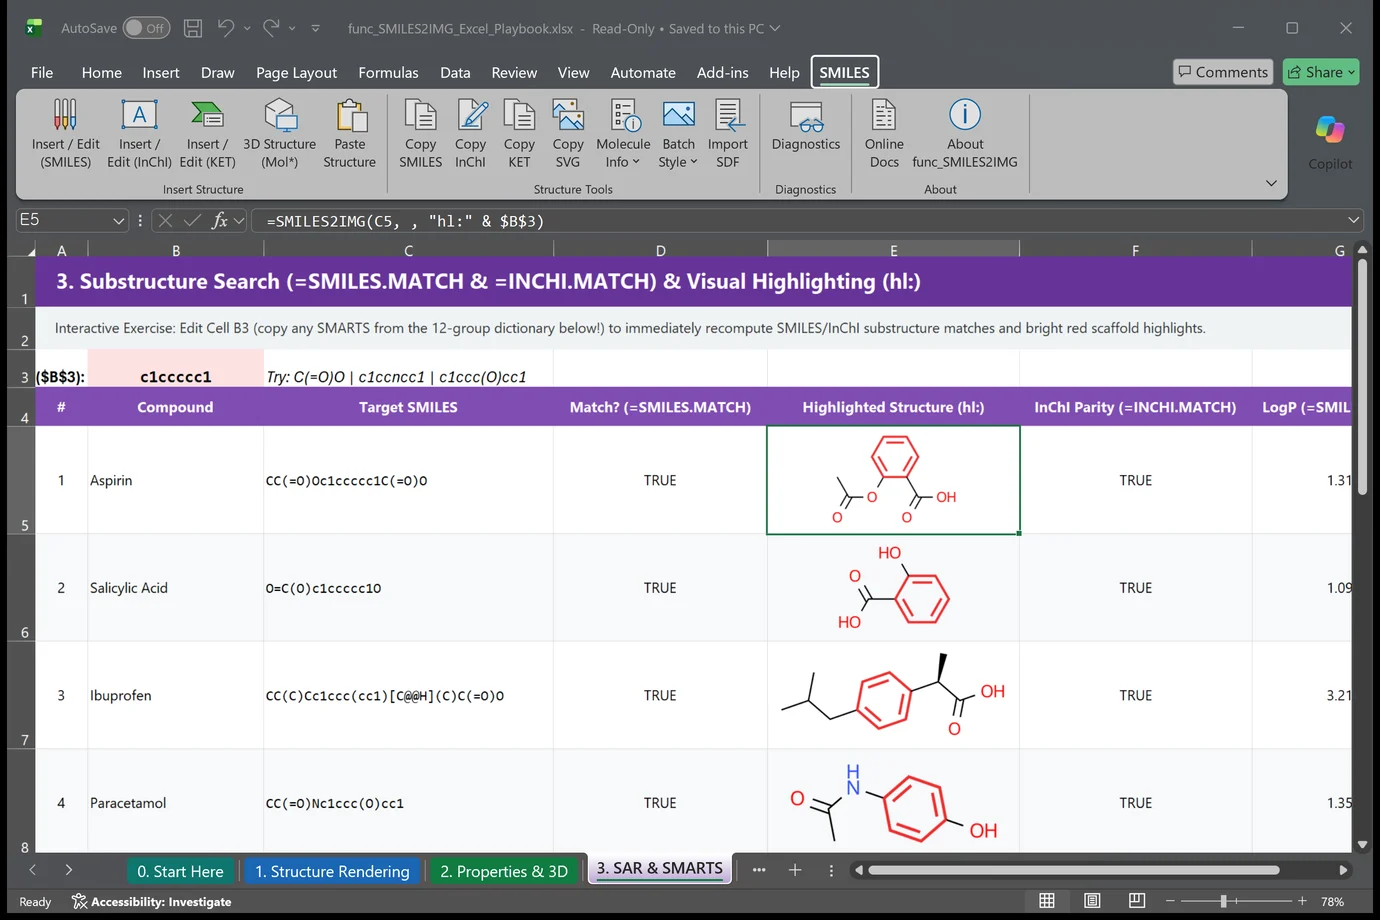 AutoSave Off func_SMILES2IMG_Excel_Playbook.xlsx - Read-Only • Saved to this PC
File Home Insert Draw Page Layout Formulas Data Review View Automate Add-ins Help SMILES Comments Share
Insert / Edit (SMILES)
Insert / Edit (InChI)
Insert / Edit (KET)
3D Structure (Mol*)
Paste Structure
Copy SMILES
Copy InChI
Copy KET
Copy SVG
Molecule Info
Batch Style
Import SDF
Diagnostics
Online Docs
About func_SMILES2IMG
Copilot
Insert Structure Structure Tools Diagnostics About
E5 fx =SMILES2IMG(C5, , "hl:" & $B$3)
A B C D E F G
1 3. Substructure Search (=SMILES.MATCH & =INCHI.MATCH) & Visual Highlighting (hl:)
2 Interactive Exercise: Edit Cell B3 (copy any SMARTS from the 12-group dictionary below!) to immediately recompute SMILES/InChI substructure matches and bright red scaffold highlights.
3 ($B$3): c1ccccc1 Try: C(=O)O | c1ccncc1 | c1ccc(O)cc1
4 # Compound Target SMILES Match? (=SMILES.MATCH) Highlighted Structure (hl:) InChI Parity (=INCHI.MATCH) LogP (=SMIL
5 1 Aspirin CC(=O)Oc1ccccc1C(=O)O TRUE O O O OH TRUE 1.31
6 2 Salicylic Acid O=C(O)c1ccccc1O TRUE HO O HO TRUE 1.09
7 3 Ibuprofen CC(C)Cc1ccc(cc1)[C@@H](C)C(=O)O TRUE OH O TRUE 3.21
8 4 Paracetamol CC(=O)Nc1ccc(O)cc1 TRUE H N O OH TRUE 1.35
0. Start Here 1. Structure Rendering 2. Properties & 3D 3. SAR & SMARTS
Ready Accessibility: Investigate 78%